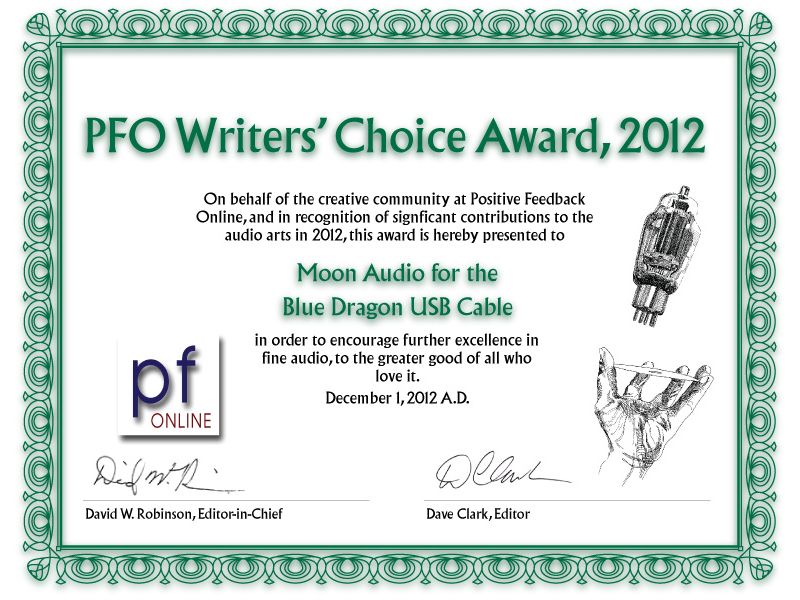 PFO Writers' Choice Award, 2012
On behalf of the creative community at Positive Feedback
Online, and in recognition of signficant contributions to the
audio arts in 2012, this award is hereby presented to
Moon Audio for the
Blue Dragon USB Cable
in order to encourage further excellence in
fine audio, to the greater good of all who
love it.
December 1, 2012 A.D.
pf
ONLINE
David W. Robinson, Editor-in-Chief
Dave Clark, Editor